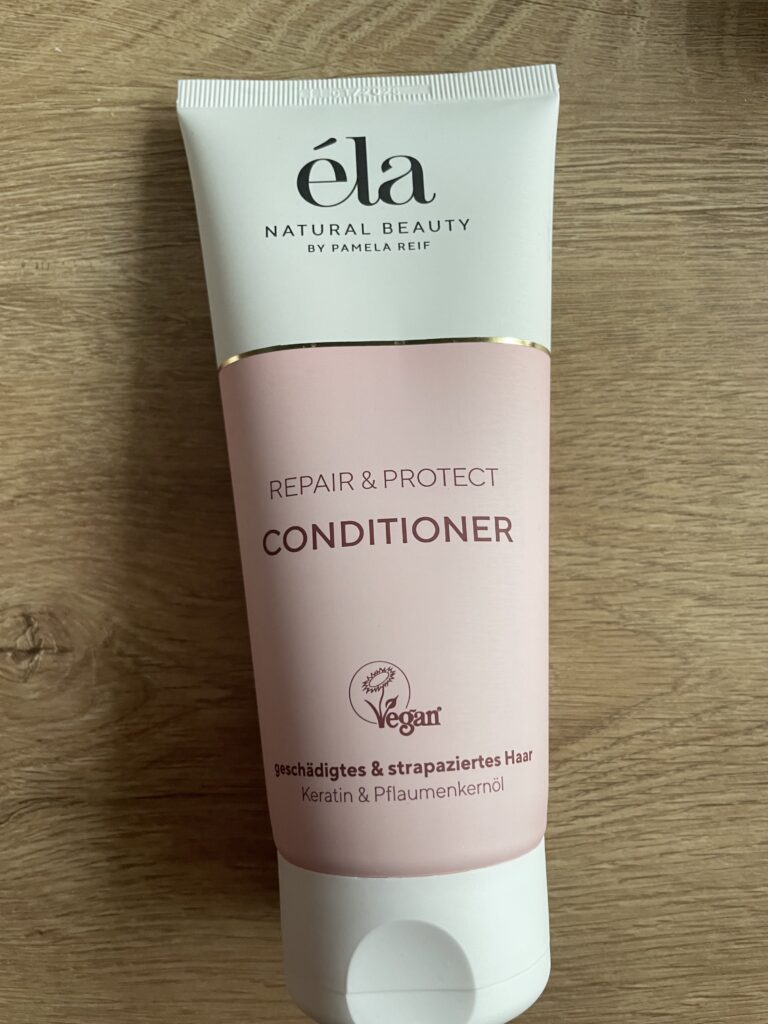 éla
NATURAL BEAUTY
BY PAMELA REIF
REPAIR & PROTECT
CONDITIONER
Vegan
geschädigtes & strapaziertes Haar
Keratin & Pflaumenkernöl